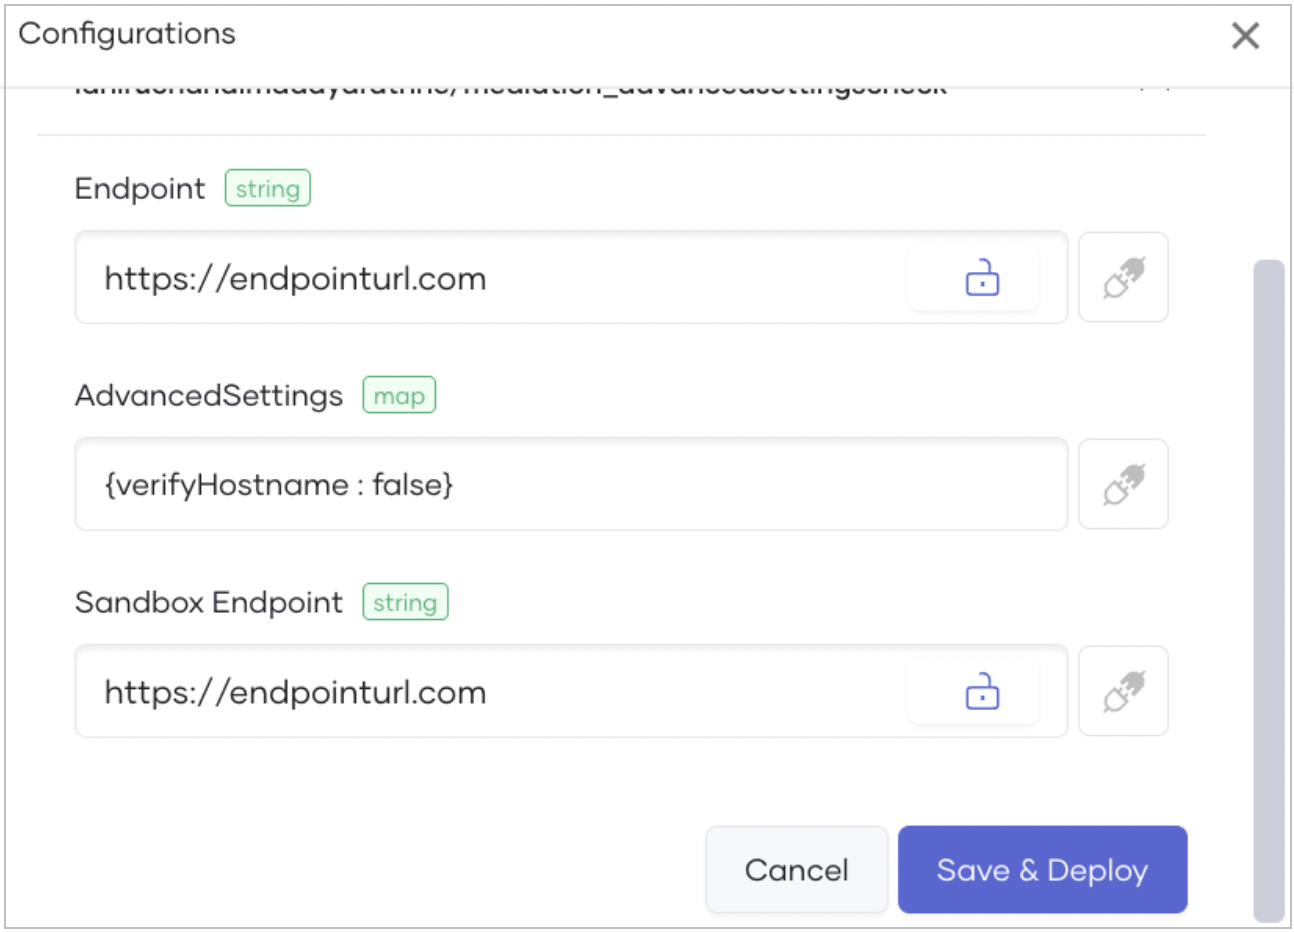 Configurations
Endpoint string
https://endpointurl.com
AdvancedSettings map
{verifyHostname : false}
Sandbox Endpoint string
https://endpointurl.com
Cancel Save & Deploy